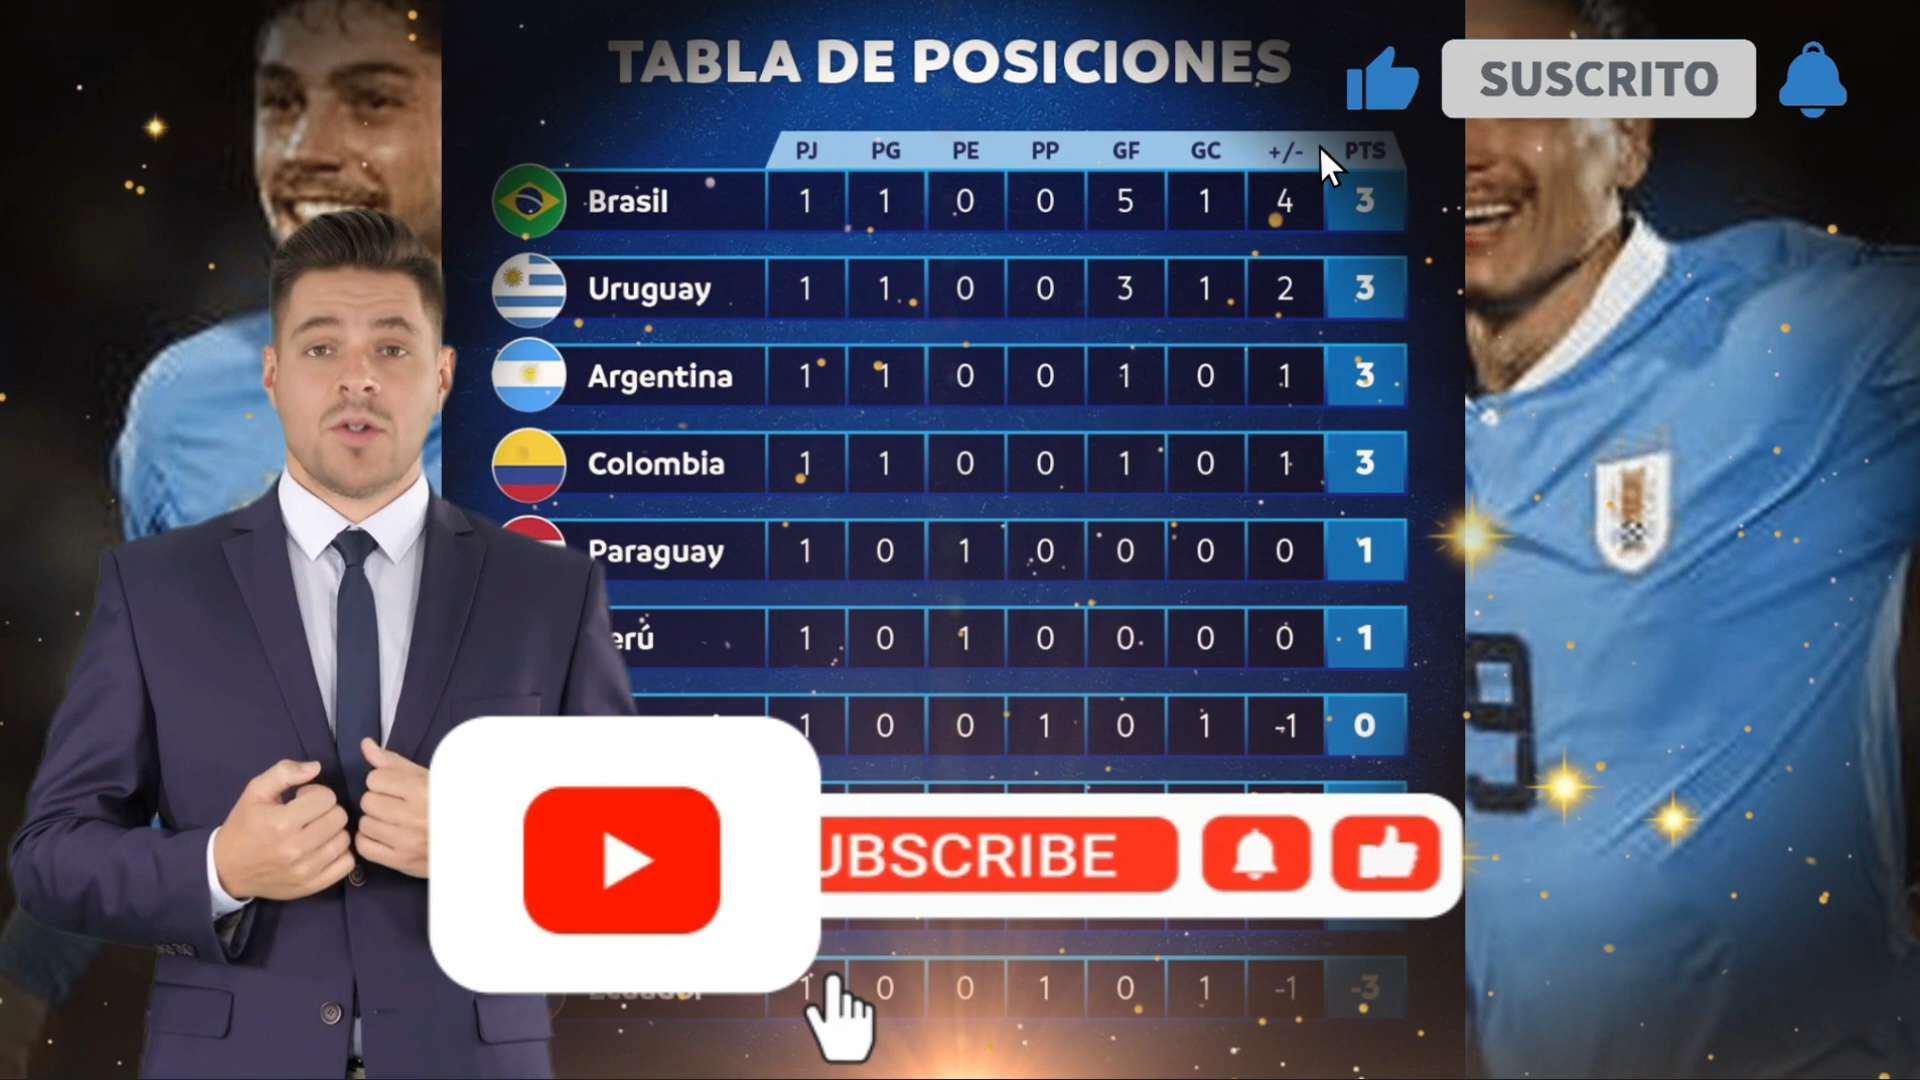 TABLA DE POSICIONES
SUSCRITO
PJ PG PE PP GF GC +/- PTS
Brasil 1 1 0 0 5 1 4 3
Uruguay 1 1 0 0 3 1 2 3
Argentina 1 1 0 0 1 0 1 3
Colombia 1 1 0 0 1 0 1 3
Paraguay 1 0 1 0 0 0 0 1
erú 1 0 1 0 0 0 0 1
1 0 0 1 0 1 -1 0
UBSCRIBE
Ecuador 1 0 0 1 0 1 -1 -3
9